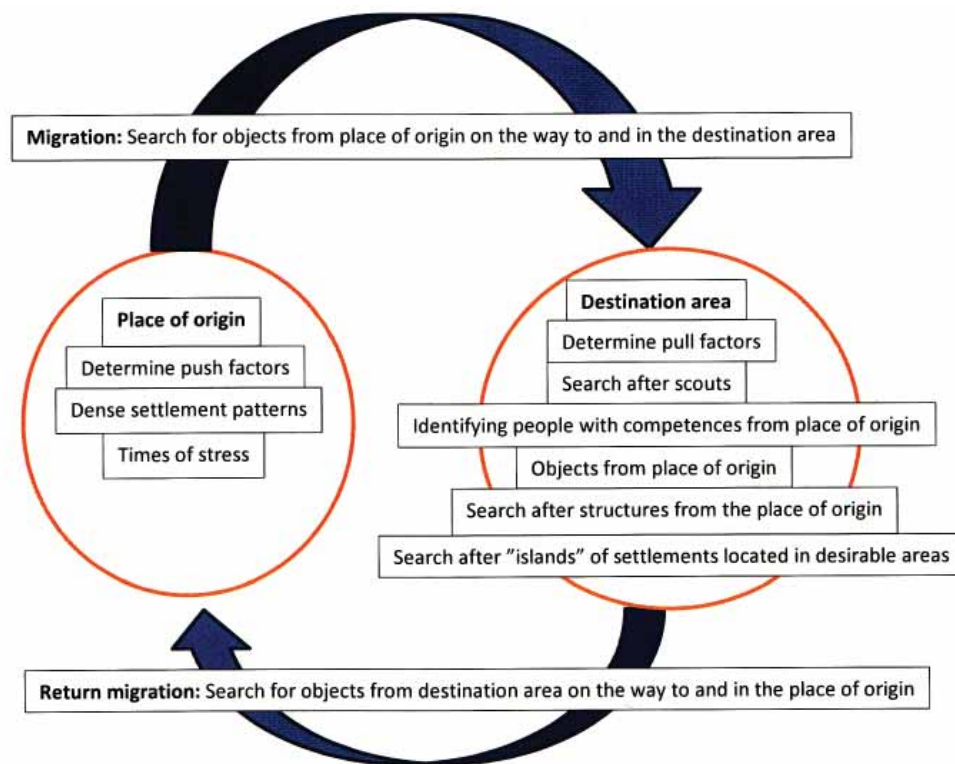 Migration: Search for objects from place of origin on the way to and in the destination area
Place of origin
Determine push factors
Dense settlement patterns
Times of stress
Destination area
Determine pull factors
Search after scouts
Identifying people with competences from place of origin
Objects from place of origin
Search after structures from the place of origin
Search after ”islands” of settlements located in desirable areas
Return migration: Search for objects from destination area on the way to and in the place of origin